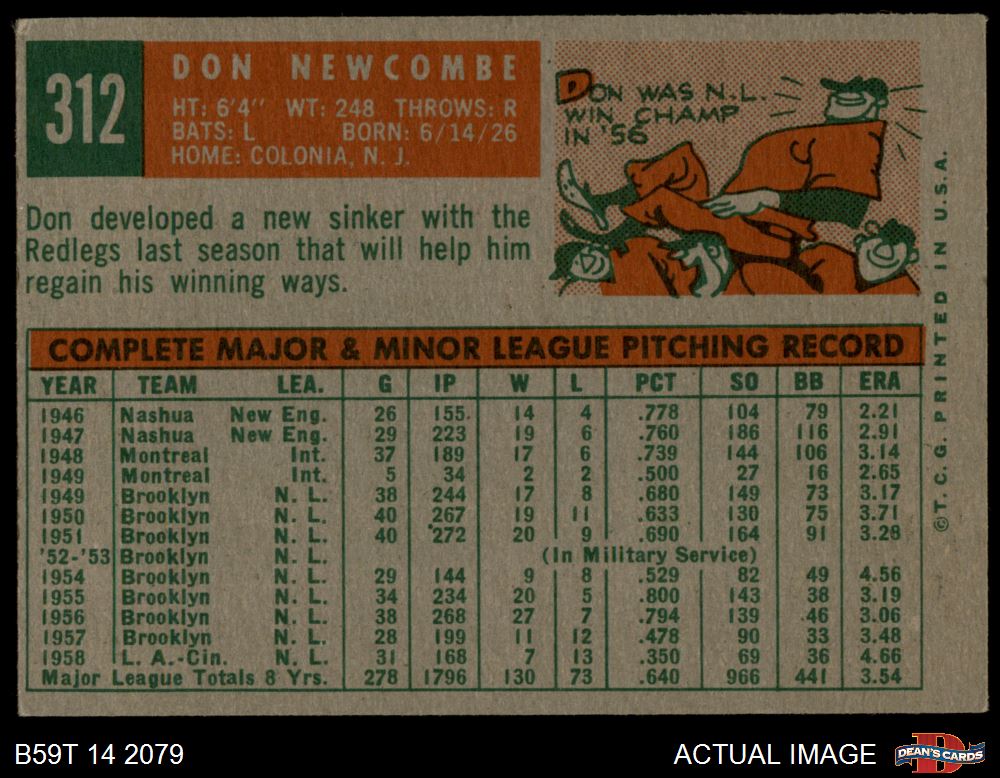 312
DON NEWCOMBE
HT: 6'4" WT: 248 THROWS: R
BATS: L BORN: 6/14/26
HOME: COLONIA, N. J.
DON WAS N.L.
WIN CHAMP
IN '56
Don developed a new sinker with the
Redlegs last season that will help him
regain his winning ways.
COMPLETE MAJOR & MINOR LEAGUE PITCHING RECORD
YEAR TEAM LEA. G IP W L PCT SO BB ERA
1946 Nashua New Eng. 26 155 14 4 .778 104 79 2.21
1947 Nashua New Eng. 29 223 19 6 .760 186 116 2.91
1948 Montreal Int. 37 189 17 6 .739 144 106 3.14
1949 Montreal Int. 5 34 2 2 .500 27 16 2.65
1949 Brooklyn N. L. 38 244 17 8 .680 149 73 3.17
1950 Brooklyn N. L. 40 267 19 11 .633 130 75 3.71
1951 Brooklyn N. L. 40 272 20 9 .690 164 91 3.28
'52-'53 Brooklyn N. L. (In Military Service)
1954 Brooklyn N. L. 29 144 9 8 .529 82 49 4.56
1955 Brooklyn N. L. 34 234 20 5 .800 143 38 3.19
1956 Brooklyn N. L. 38 268 27 7 .794 139 46 3.06
1957 Brooklyn N. L. 28 199 11 12 .478 90 33 3.48
1958 L. A.-Cin. N. L. 31 168 7 13 .350 69 36 4.66
Major League Totals 8 Yrs. 278 1796 130 73 .640 966 441 3.54
©T. C. G. PRINTED IN U.S.A.
B59T 14 2079
ACTUAL IMAGE
DEAN'S CARDS